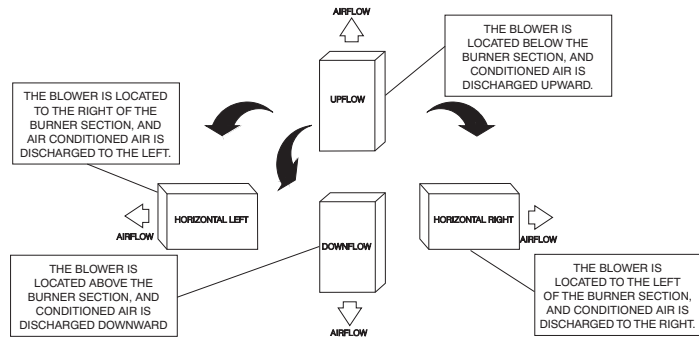 AIRFLOW
THE BLOWER IS
LOCATED BELOW THE
BURNER SECTION, AND
CONDITIONED AIR IS
DISCHARGED UPWARD.
UPFLOW
THE BLOWER IS LOCATED
TO THE RIGHT OF THE
BURNER SECTION, AND
AIR CONDITIONED AIR IS
DISCHARGED TO THE LEFT.
HORIZONTAL LEFT
AIRFLOW
DOWNFLOW
HORIZONTAL RIGHT
AIRFLOW
THE BLOWER IS
LOCATED ABOVE THE
BURNER SECTION, AND
CONDITIONED AIR IS
DISCHARGED DOWNWARD
THE BLOWER IS
LOCATED TO THE LEFT
OF THE BURNER SECTION,
AND CONDITIONED AIR IS
DISCHARGED TO THE RIGHT.
AIRFLOW